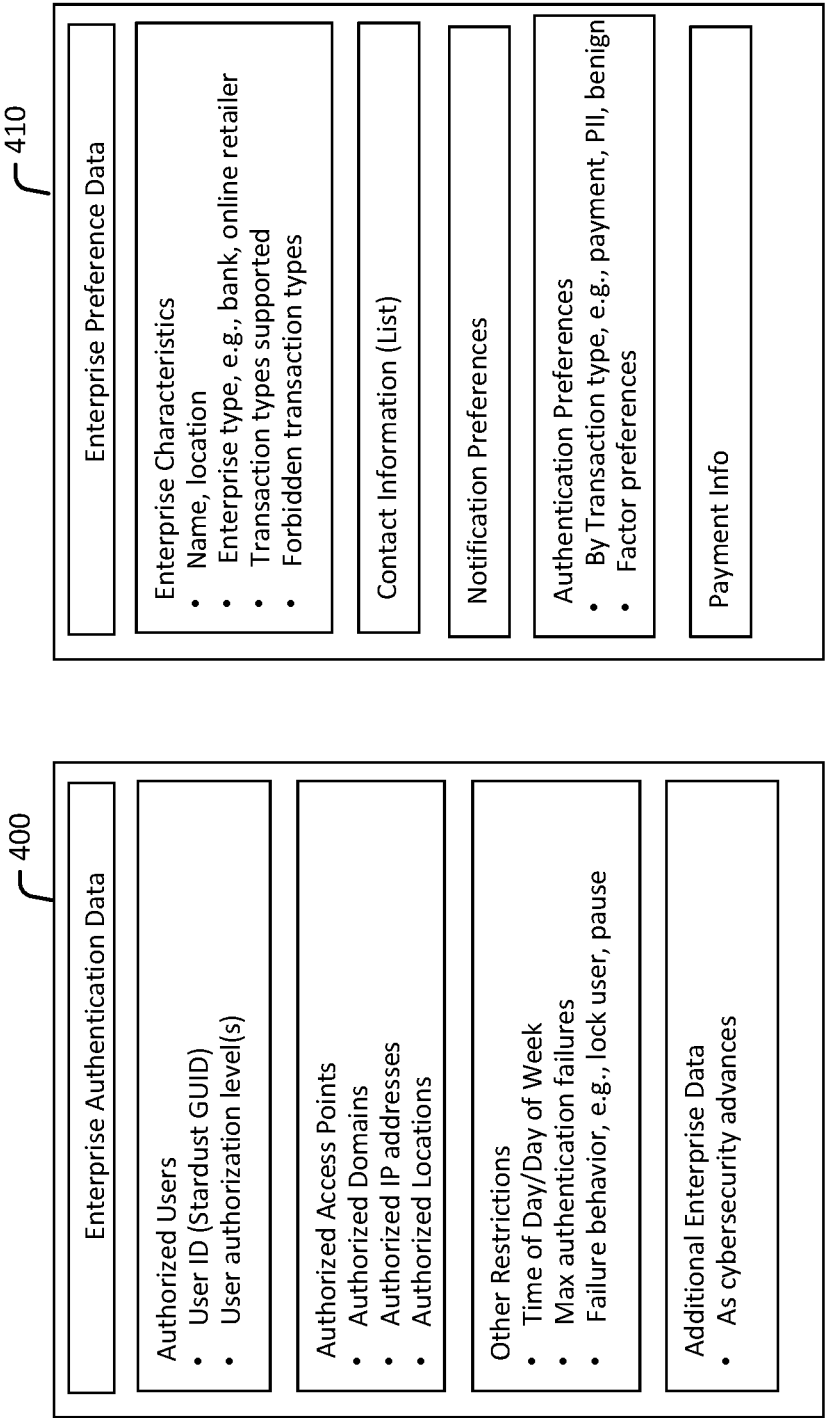 400
Enterprise Authentication Data
Authorized Users
• User ID (Stardust GUID)
• User authorization level(s)
Authorized Access Points
• Authorized Domains
• Authorized IP addresses
• Authorized Locations
Other Restrictions
• Time of Day/Day of Week
• Max authentication failures
• Failure behavior, e.g., lock user, pause
Additional Enterprise Data
• As cybersecurity advances
410
Enterprise Preference Data
Enterprise Characteristics
• Name, location
• Enterprise type, e.g., bank, online retailer
• Transaction types supported
• Forbidden transaction types
Contact Information (List)
Notification Preferences
Authentication Preferences
• By Transaction type, e.g., payment, PII, benign
• Factor preferences
Payment Info